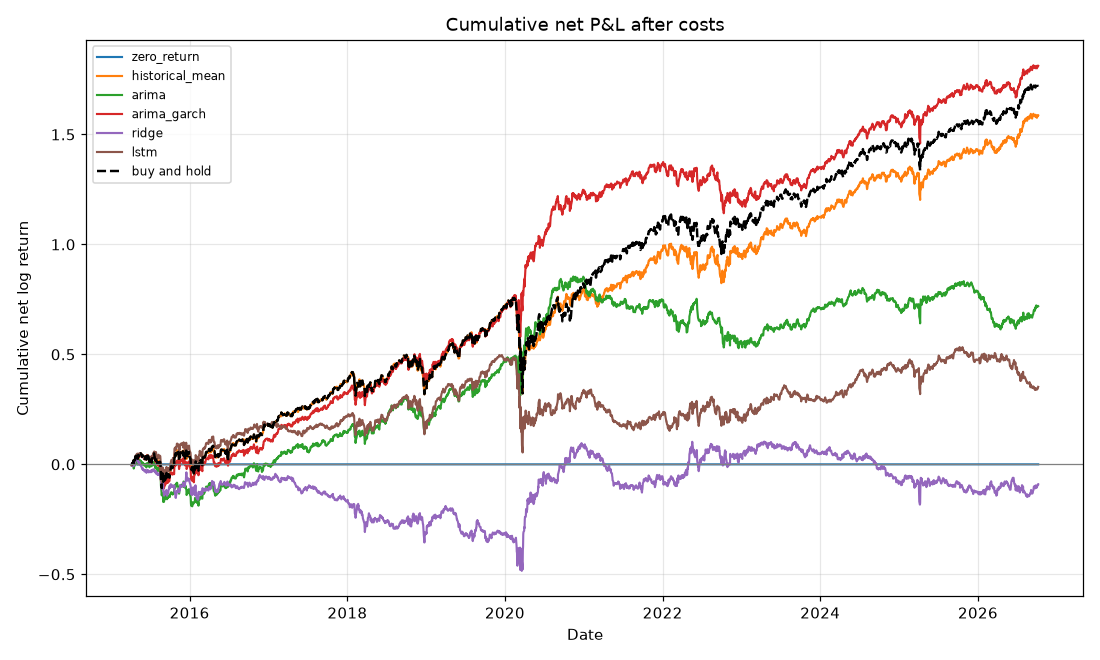 Cumulative net P&L after costs
zero_return
historical_mean
arima
arima_garch
ridge
lstm
buy and hold
Cumulative net log return
1.5
1.0
0.5
0.0
−0.5
2016
2018
2020
2022
2024
2026
Date